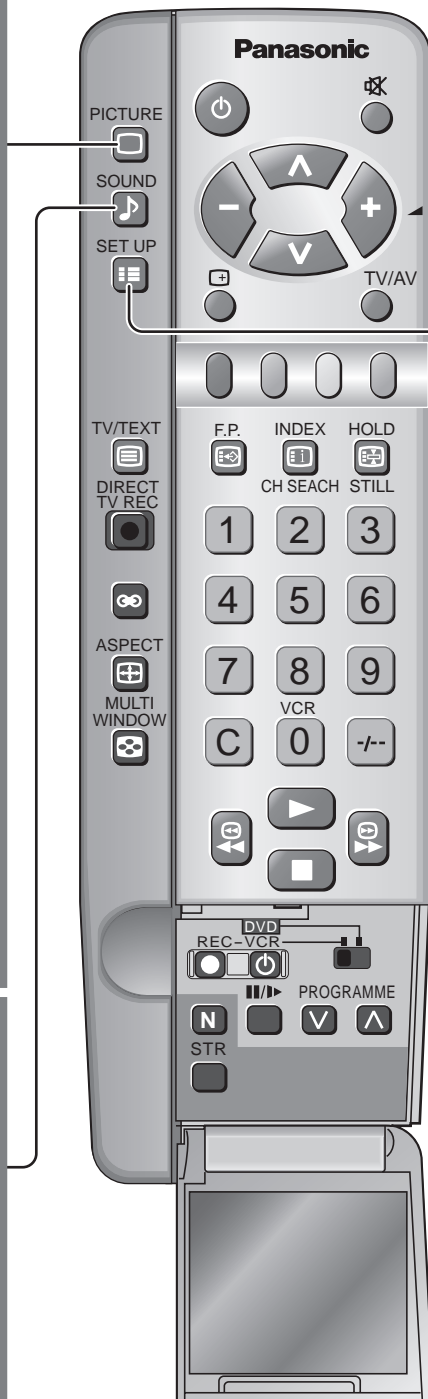 Panasonic
PICTURE
SOUND
SET UP
TV/AV
TV/TEXT
F.P.
INDEX
HOLD
DIRECT
TV REC
CH SEACH
STILL
1 2 3
4 5 6
ASPECT
7 8 9
MULTI
WINDOW
VCR
C 0 -/--
DVD
REC-VCR
PROGRAMME
N
STR